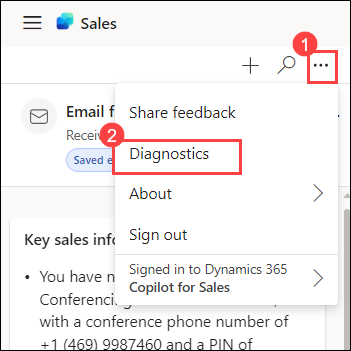 Sales
1
...
Email f
Share feedback
Receiv
2
Saved e
Diagnostics
About
Sign out
Key sales info
Signed in to Dynamics 365
Copilot for Sales
• You have n
Conferencing
with a conference phone number of
+1 (469) 9987460 and a PIN of